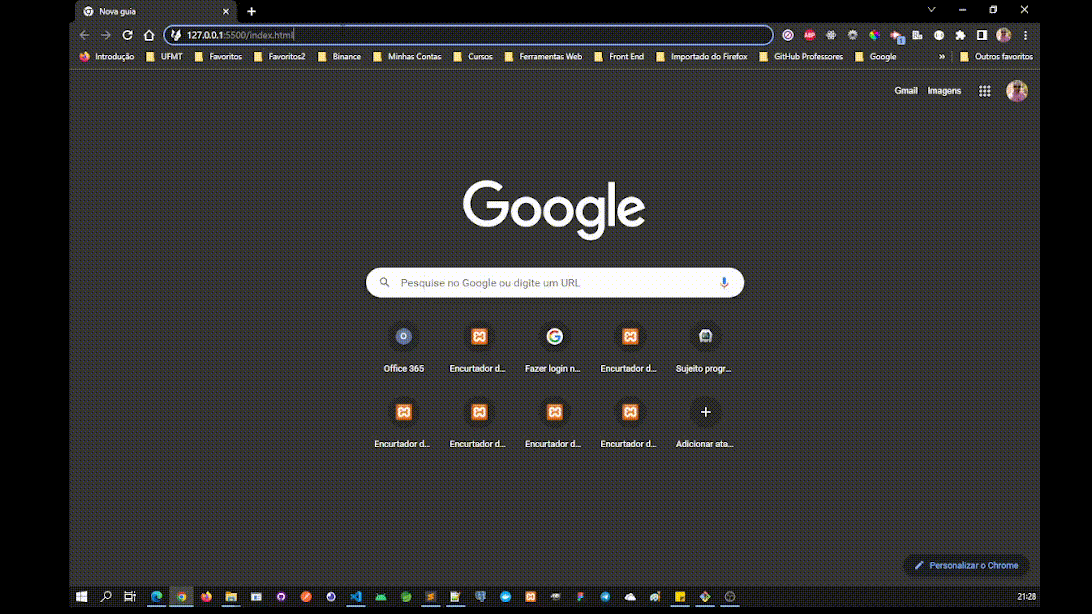 Nova guia
127.0.0.1:5500/index.html
ABP
1
Introdução UFMT Favoritos Favoritos2 Binance Minhas Contas Cursos Ferramentas Web Front End Importado do Firefox GitHub Professores Google » Outros favoritos
Gmail Imagens
Google
Pesquise no Google ou digite um URL
O
Office 365 Encurtador d... Fazer login n... Encurtador d... Sujeito progr...
Encurtador d... Encurtador d... Encurtador d... Encurtador d... Adicionar ata...
Personalizar o Chrome
21:28